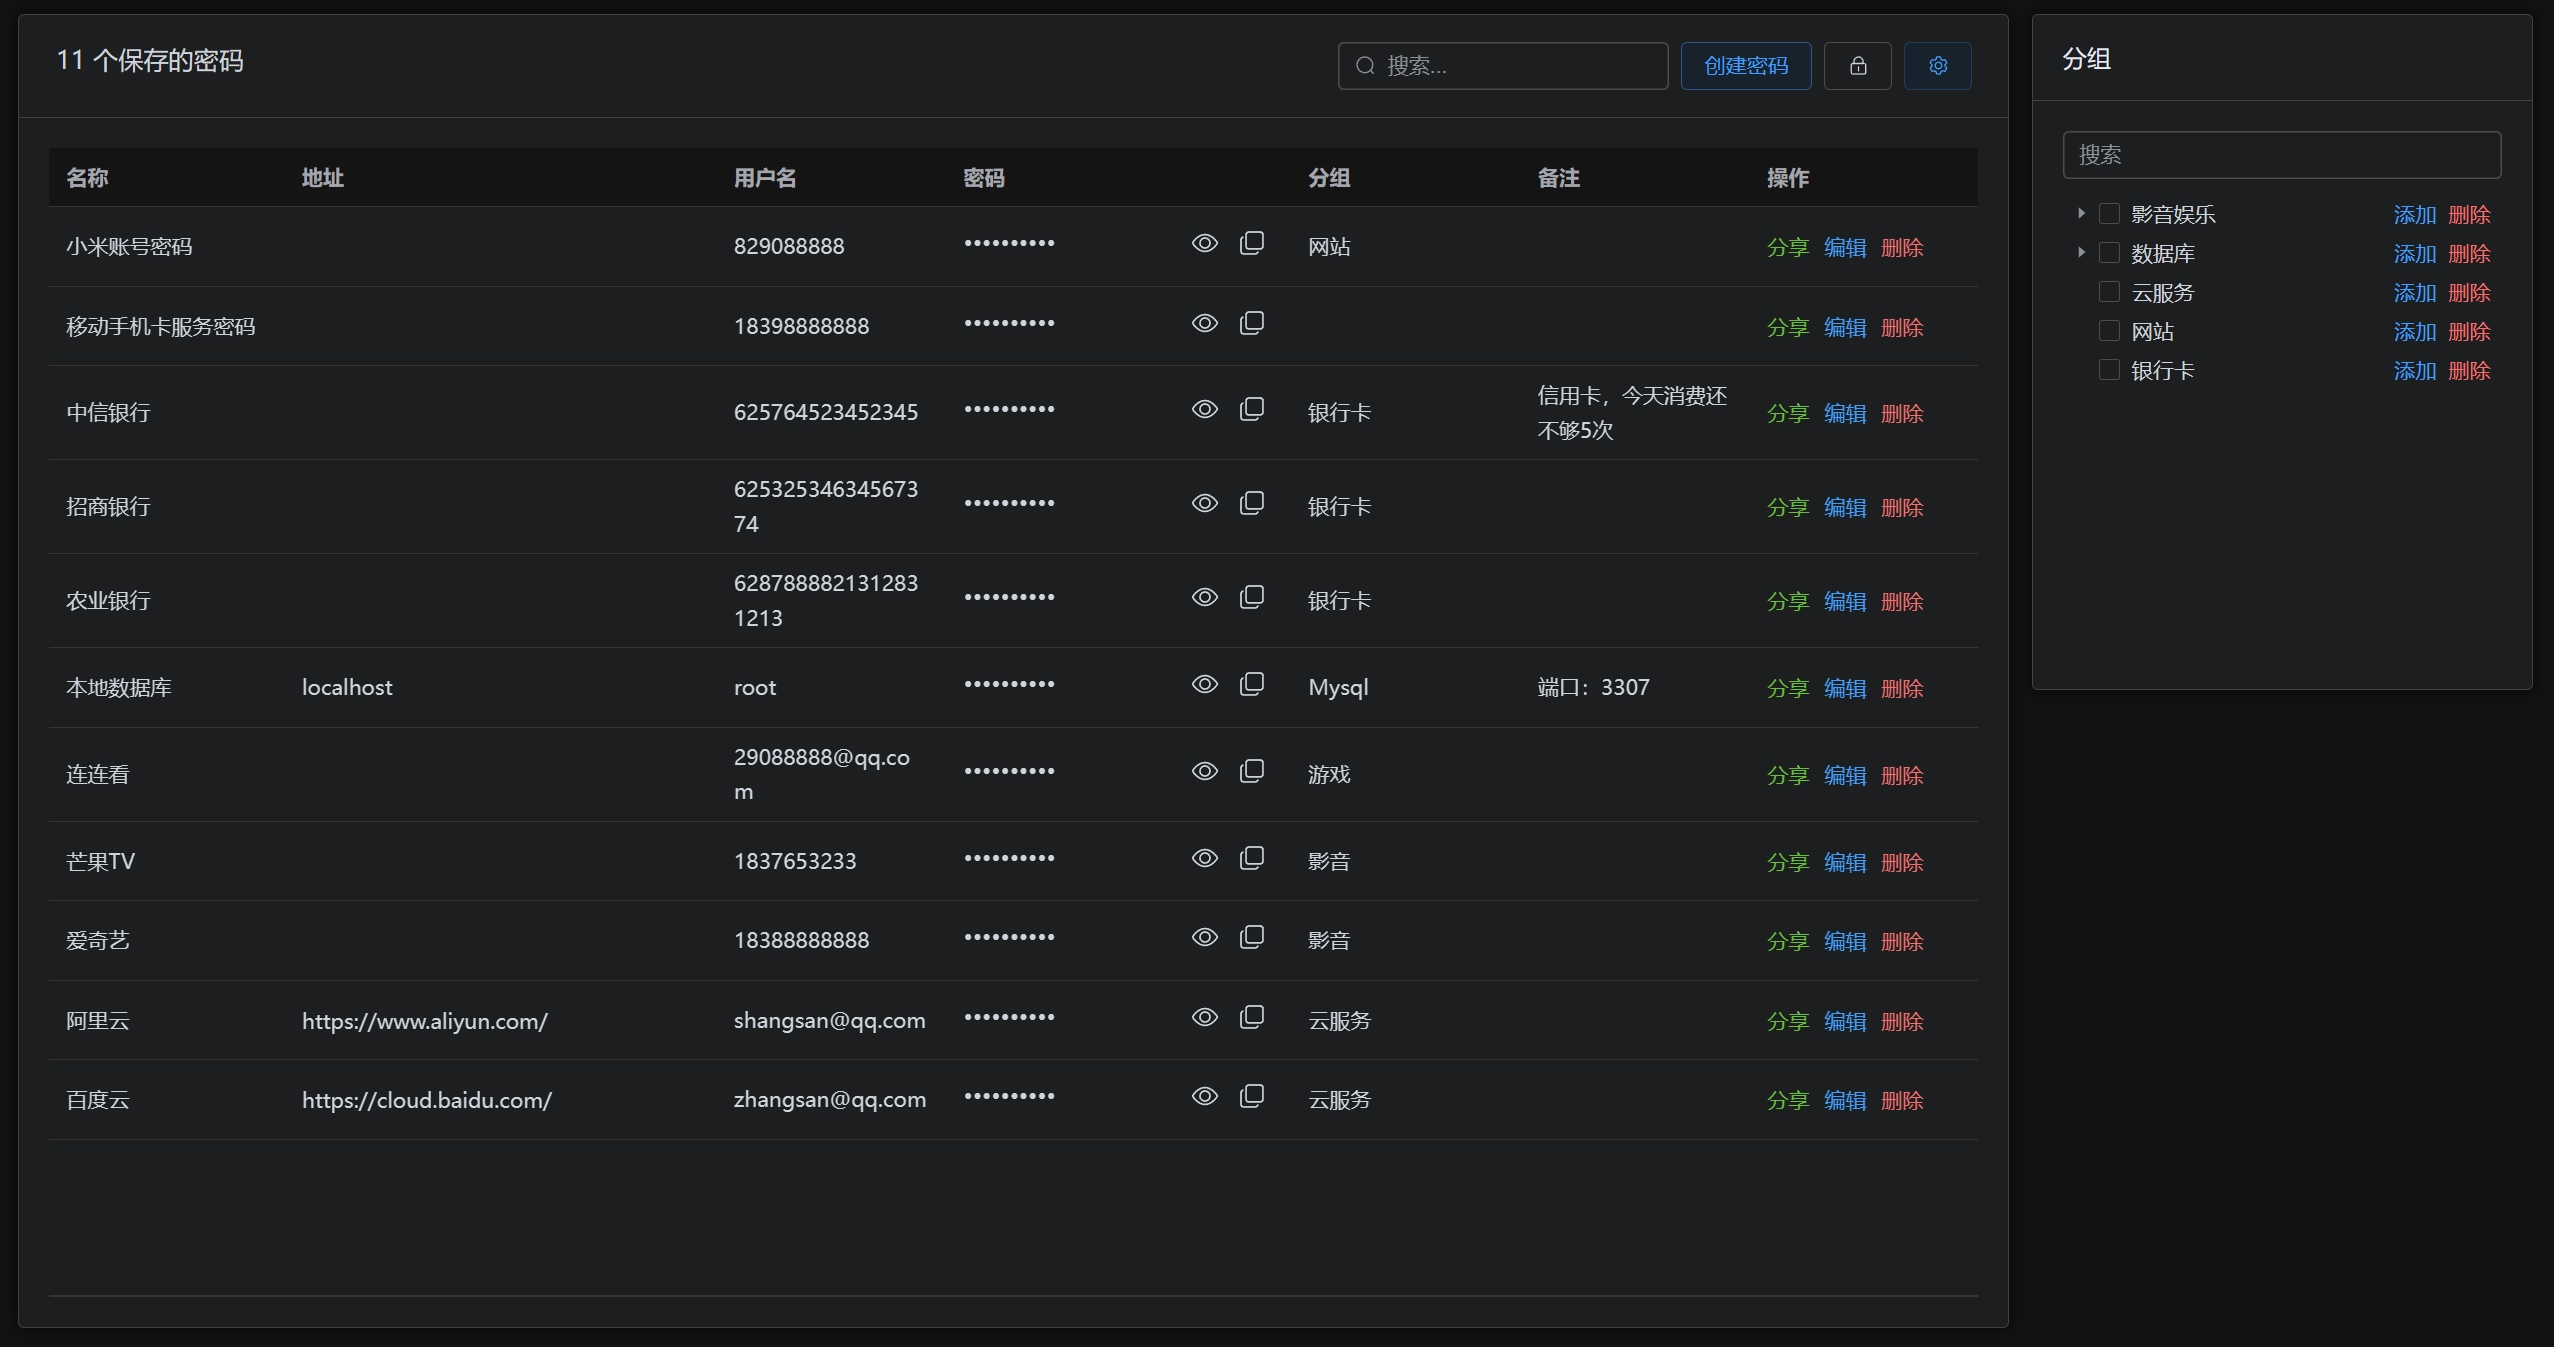 11 个保存的密码
搜索...
创建密码
名称 地址 用户名 密码 分组 备注 操作
小米账号密码 829088888 •••••••••• 网站 分享 编辑 删除
移动手机卡服务密码 18398888888 •••••••••• 分享 编辑 删除
中信银行 625764523452345 •••••••••• 银行卡 信用卡，今天消费还 分享 编辑 删除
不够5次
招商银行 625325346345673 •••••••••• 银行卡 分享 编辑 删除
74
农业银行 628788882131283 •••••••••• 银行卡 分享 编辑 删除
1213
本地数据库 localhost root •••••••••• Mysql 端口：3307 分享 编辑 删除
连连看 29088888@qq.co •••••••••• 游戏 分享 编辑 删除
m
芒果TV 1837653233 •••••••••• 影音 分享 编辑 删除
爱奇艺 18388888888 •••••••••• 影音 分享 编辑 删除
阿里云 https://www.aliyun.com/ shangsan@qq.com •••••••••• 云服务 分享 编辑 删除
百度云 https://cloud.baidu.com/ zhangsan@qq.com •••••••••• 云服务 分享 编辑 删除
分组
搜索
影音娱乐 添加 删除
数据库 添加 删除
云服务 添加 删除
网站 添加 删除
银行卡 添加 删除